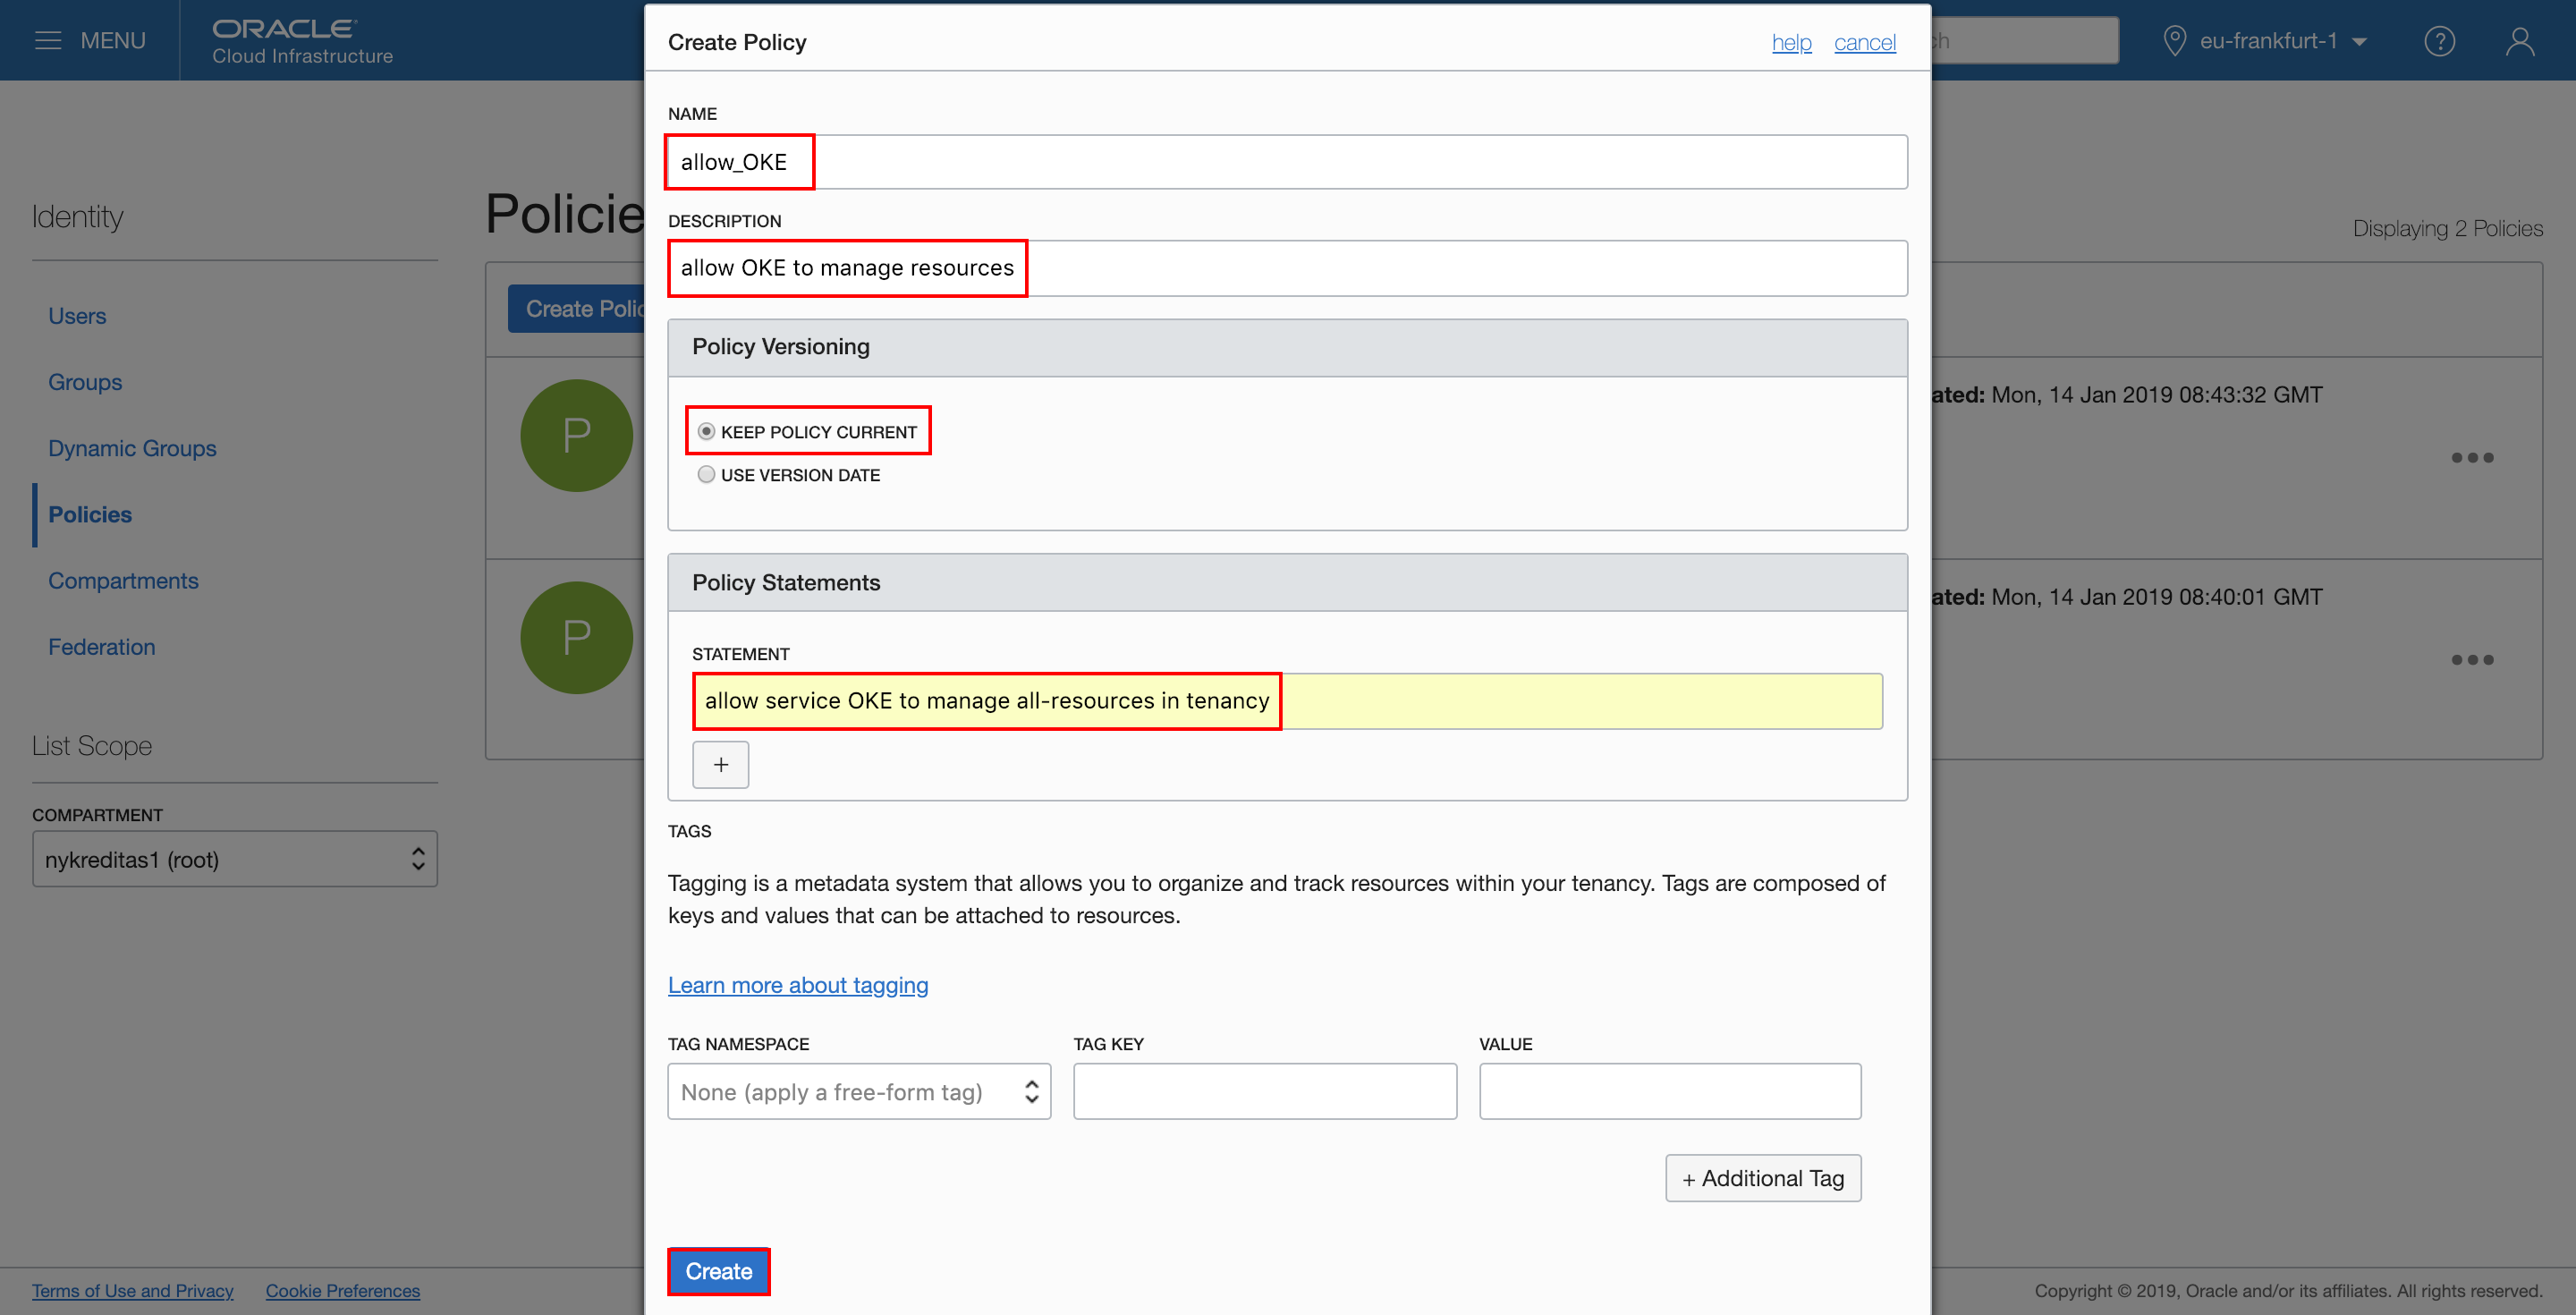 MENU
ORACLE
Cloud Infrastructure
eu-frankfurt-1
?
Identity
Users
Groups
Dynamic Groups
Policies
Compartments
Federation
List Scope
COMPARTMENT
nykreditas1 (root)
Displaying 2 Policies
P
ated: Mon, 14 Jan 2019 08:43:32 GMT
P
ated: Mon, 14 Jan 2019 08:40:01 GMT
Create Policy
help
cancel
NAME
allow_OKE
DESCRIPTION
allow OKE to manage resources
Policy Versioning
KEEP POLICY CURRENT
USE VERSION DATE
Policy Statements
STATEMENT
allow service OKE to manage all-resources in tenancy
+
TAGS
Tagging is a metadata system that allows you to organize and track resources within your tenancy. Tags are composed of
keys and values that can be attached to resources.
Learn more about tagging
TAG NAMESPACE
TAG KEY
VALUE
None (apply a free-form tag)
+ Additional Tag
Create
Terms of Use and Privacy
Cookie Preferences
Copyright © 2019, Oracle and/or its affiliates. All rights reserved.